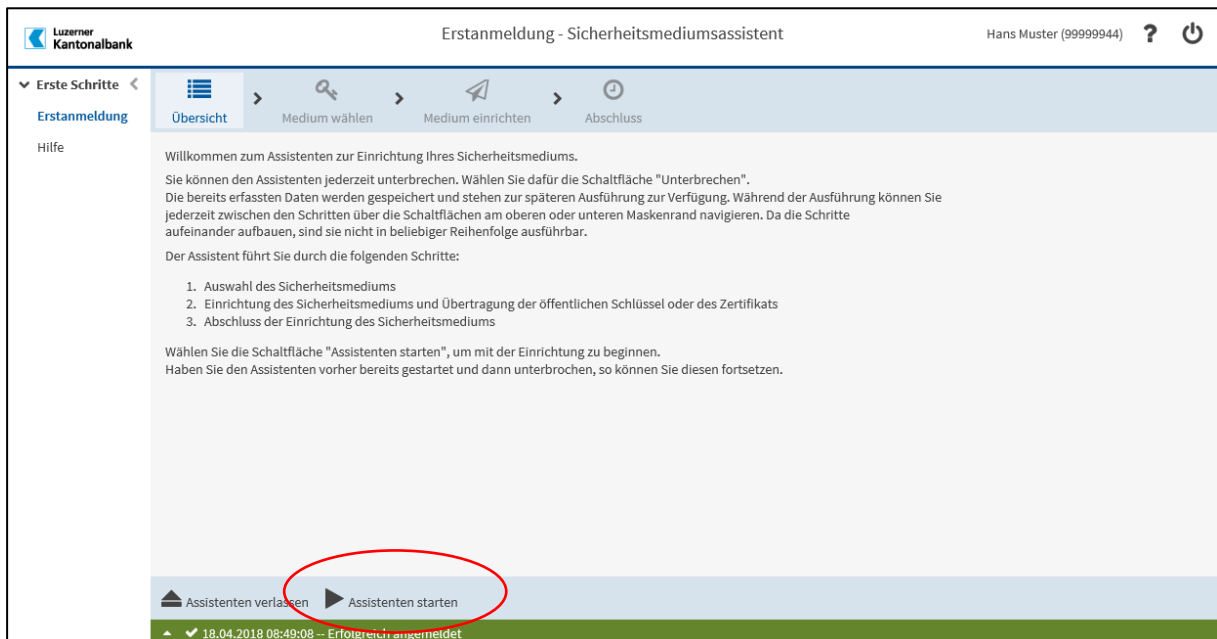 Luzerner
Kantonalbank
Erstanmeldung - Sicherheitsmediumsassistent
Hans Muster (99999944)
?
Erste Schritte
Erstanmeldung
Hilfe
Übersicht
Medium wählen
Medium einrichten
Abschluss
Willkommen zum Assistenten zur Einrichtung Ihres Sicherheitsmediums.
Sie können den Assistenten jederzeit unterbrechen. Wählen Sie dafür die Schaltfläche "Unterbrechen".
Die bereits erfassten Daten werden gespeichert und stehen zur späteren Ausführung zur Verfügung. Während der Ausführung können Sie
jederzeit zwischen den Schritten über die Schaltflächen am oberen oder unteren Maskenrand navigieren. Da die Schritte
aufeinander aufbauen, sind sie nicht in beliebiger Reihenfolge ausführbar.
Der Assistent führt Sie durch die folgenden Schritte:
1. Auswahl des Sicherheitsmediums
2. Einrichtung des Sicherheitsmediums und Übertragung der öffentlichen Schlüssel oder des Zertifikats
3. Abschluss der Einrichtung des Sicherheitsmediums
Wählen Sie die Schaltfläche "Assistenten starten", um mit der Einrichtung zu beginnen.
Haben Sie den Assistenten vorher bereits gestartet und dann unterbrochen, so können Sie diesen fortsetzen.
Assistenten verlassen
Assistenten starten
18.04.2018 08:49:08 -- Erfolgreich angemeldet